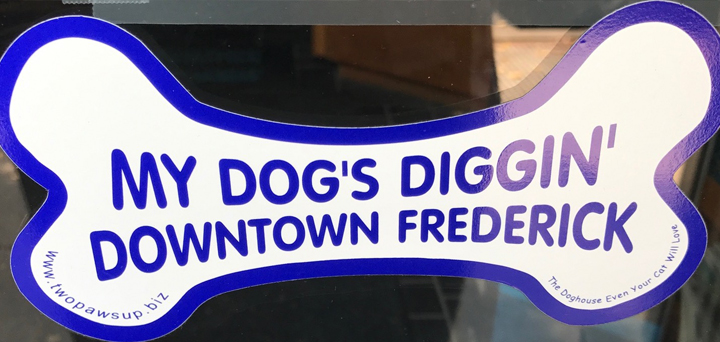 MY DOG'S DIGGIN'
DOWNTOWN FREDERICK
www.twopawsup.biz
The Doghouse Even Your Cat Will Love